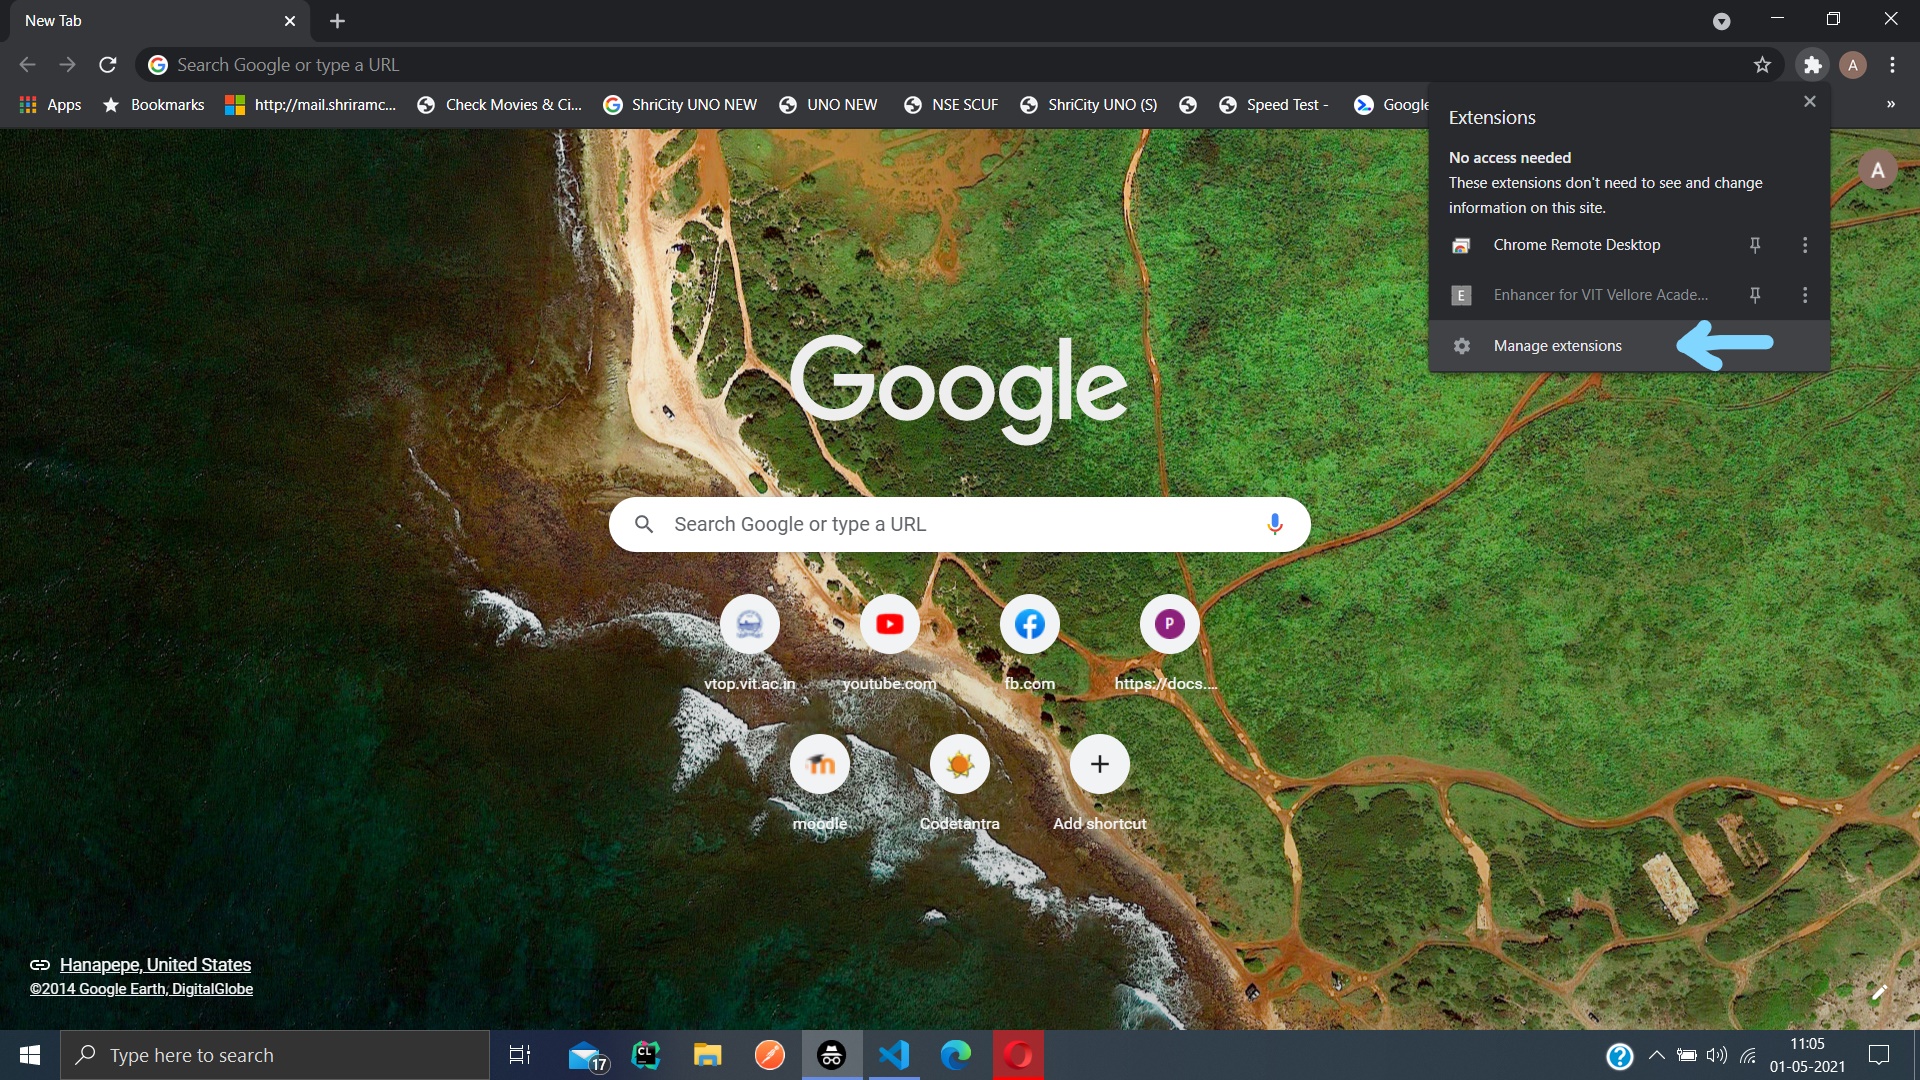 New Tab
Search Google or type a URL
Apps
Bookmarks
http://mail.shriramc...
Check Movies & Ci...
ShriCity UNO NEW
UNO NEW
NSE SCUF
ShriCity UNO (S)
Speed Test -
Google
»
A
Extensions
No access needed
These extensions don't need to see and change
information on this site.
Chrome Remote Desktop
E
Enhancer for VIT Vellore Acade...
Manage extensions
A
Google
Search Google or type a URL
P
vtop.vit.ac.in
youtube.com
fb.com
https://docs....
moodle
Codetantra
Add shortcut
Hanapepe, United States
©2014 Google Earth, DigitalGlobe
Type here to search
17
CL
11:05
01-05-2021